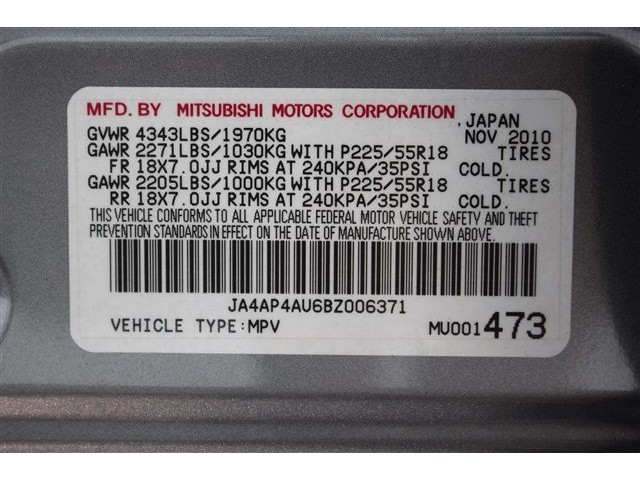 MFD. BY MITSUBISHI MOTORS CORPORATION, JAPAN
GVWR 4343LBS/1970KG NOV 2010
GAWR 2271LBS/1030KG WITH P225/55R18 TIRES
FR 18X7.0JJ RIMS AT 240KPA/35PSI COLD.
GAWR 2205LBS/1000KG WITH P225/55R18 TIRES
RR 18X7.0JJ RIMS AT 240KPA/35PSI COLD.
THIS VEHICLE CONFORMS TO ALL APPLICABLE FEDERAL MOTOR VEHICLE SAFETY AND THEFT
PREVENTION STANDARDS IN EFFECT ON THE DATE OF MANUFACTURE SHOWN ABOVE.
JA4AP4AU6BZ006371
VEHICLE TYPE:MPV MU001473